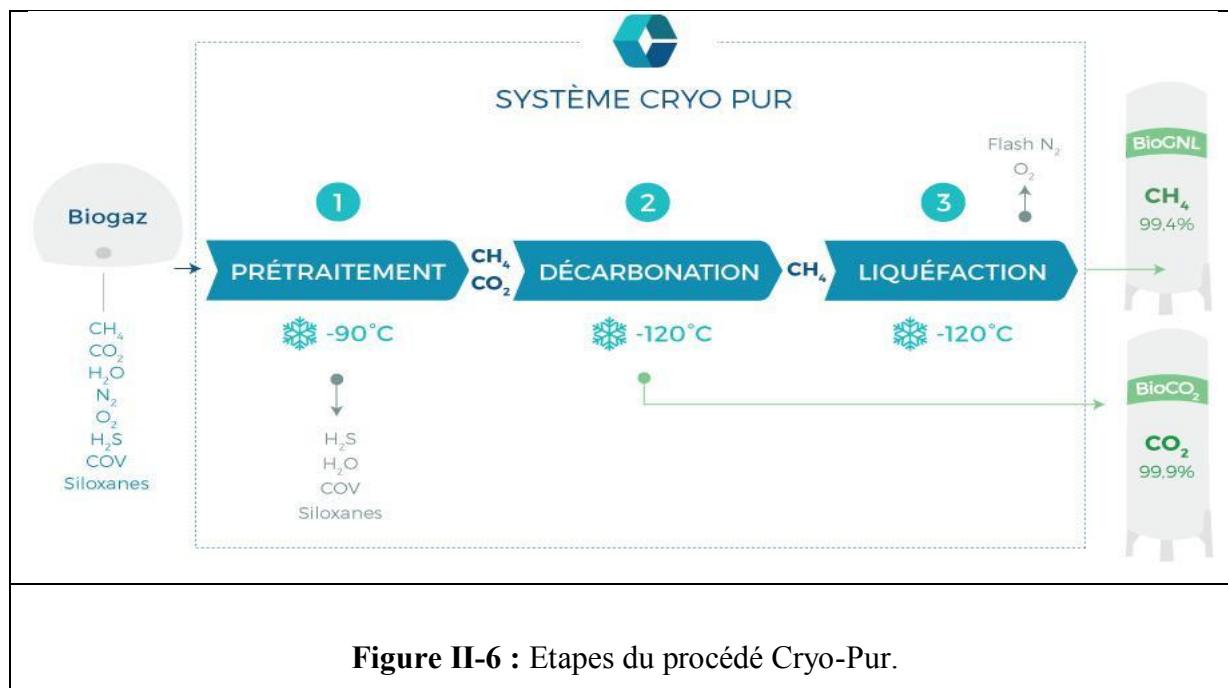 SYSTÈME CRYO PUR
Biogaz
CH₄
CO₂
H₂O
N₂
O₂
H₂S
COV
Siloxanes
1
PRÉTRAITEMENT
-90°C
H₂S
H₂O
COV
Siloxanes
CH₄
CO₂
2
DÉCARBONATION
-120°C
CH₄
3
LIQUÉFACTION
-120°C
Flash N₂
O₂
BioGNL
CH₄
99,4%
BioCO₂
CO₂
99,9%
Figure II-6 : Etapes du procédé Cryo-Pur.